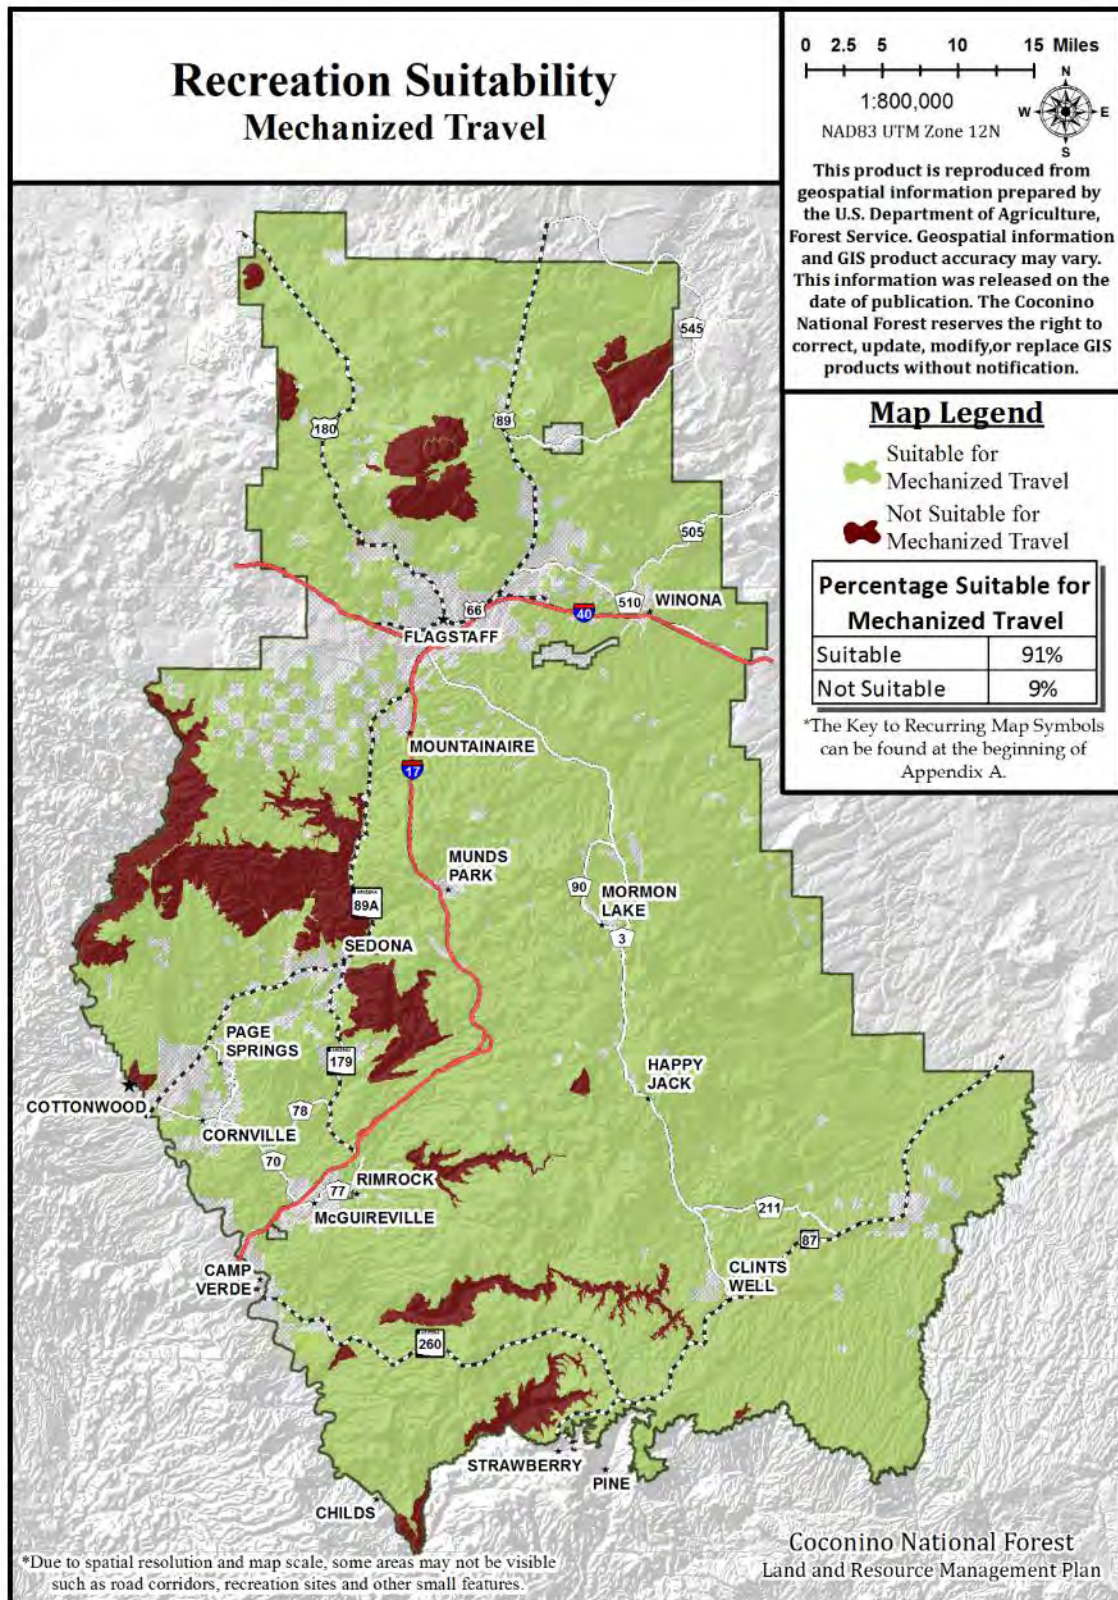 Recreation Suitability
Mechanized Travel
0 2.5 5 10 15 Miles
1:800,000
NAD83 UTM Zone 12N
N
W E
S
This product is reproduced from
geospatial information prepared by
the U.S. Department of Agriculture,
Forest Service. Geospatial information
and GIS product accuracy may vary.
This information was released on the
date of publication. The Coconino
National Forest reserves the right to
correct, update, modify,or replace GIS
products without notification.
Map Legend
Suitable for
Mechanized Travel
Not Suitable for
Mechanized Travel
Percentage Suitable for
Mechanized Travel
Suitable 91%
Not Suitable 9%
*The Key to Recurring Map Symbols
can be found at the beginning of
Appendix A.
545
180
89
505
510
WINONA
66
40
FLAGSTAFF
MOUNTAINAIRE
17
MUNDS
PARK
90
MORMON
LAKE
89A
3
SEDONA
PAGE
SPRINGS
179
HAPPY
JACK
COTTONWOOD
78
CORNVILLE
70
RIMROCK
77
McGUIREVILLE
211
87
CAMP
VERDE
CLINTS
WELL
260
STRAWBERRY
PINE
CHILDS
*Due to spatial resolution and map scale, some areas may not be visible
such as road corridors, recreation sites and other small features.
Coconino National Forest
Land and Resource Management Plan